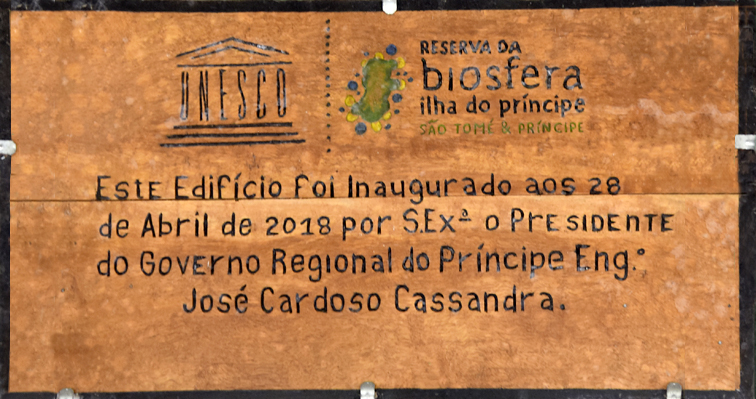 UNESCO
RESERVA DA
biosfera
ilha do príncipe
SÃO TOMÉ & PRÍNCIPE
Este Edifício Foi Inaugurado aos 28
de Abril de 2018 por S.Exª o PRESIDENTE
do Governo Regional do Príncipe Eng.º
José Cardoso Cassandra.